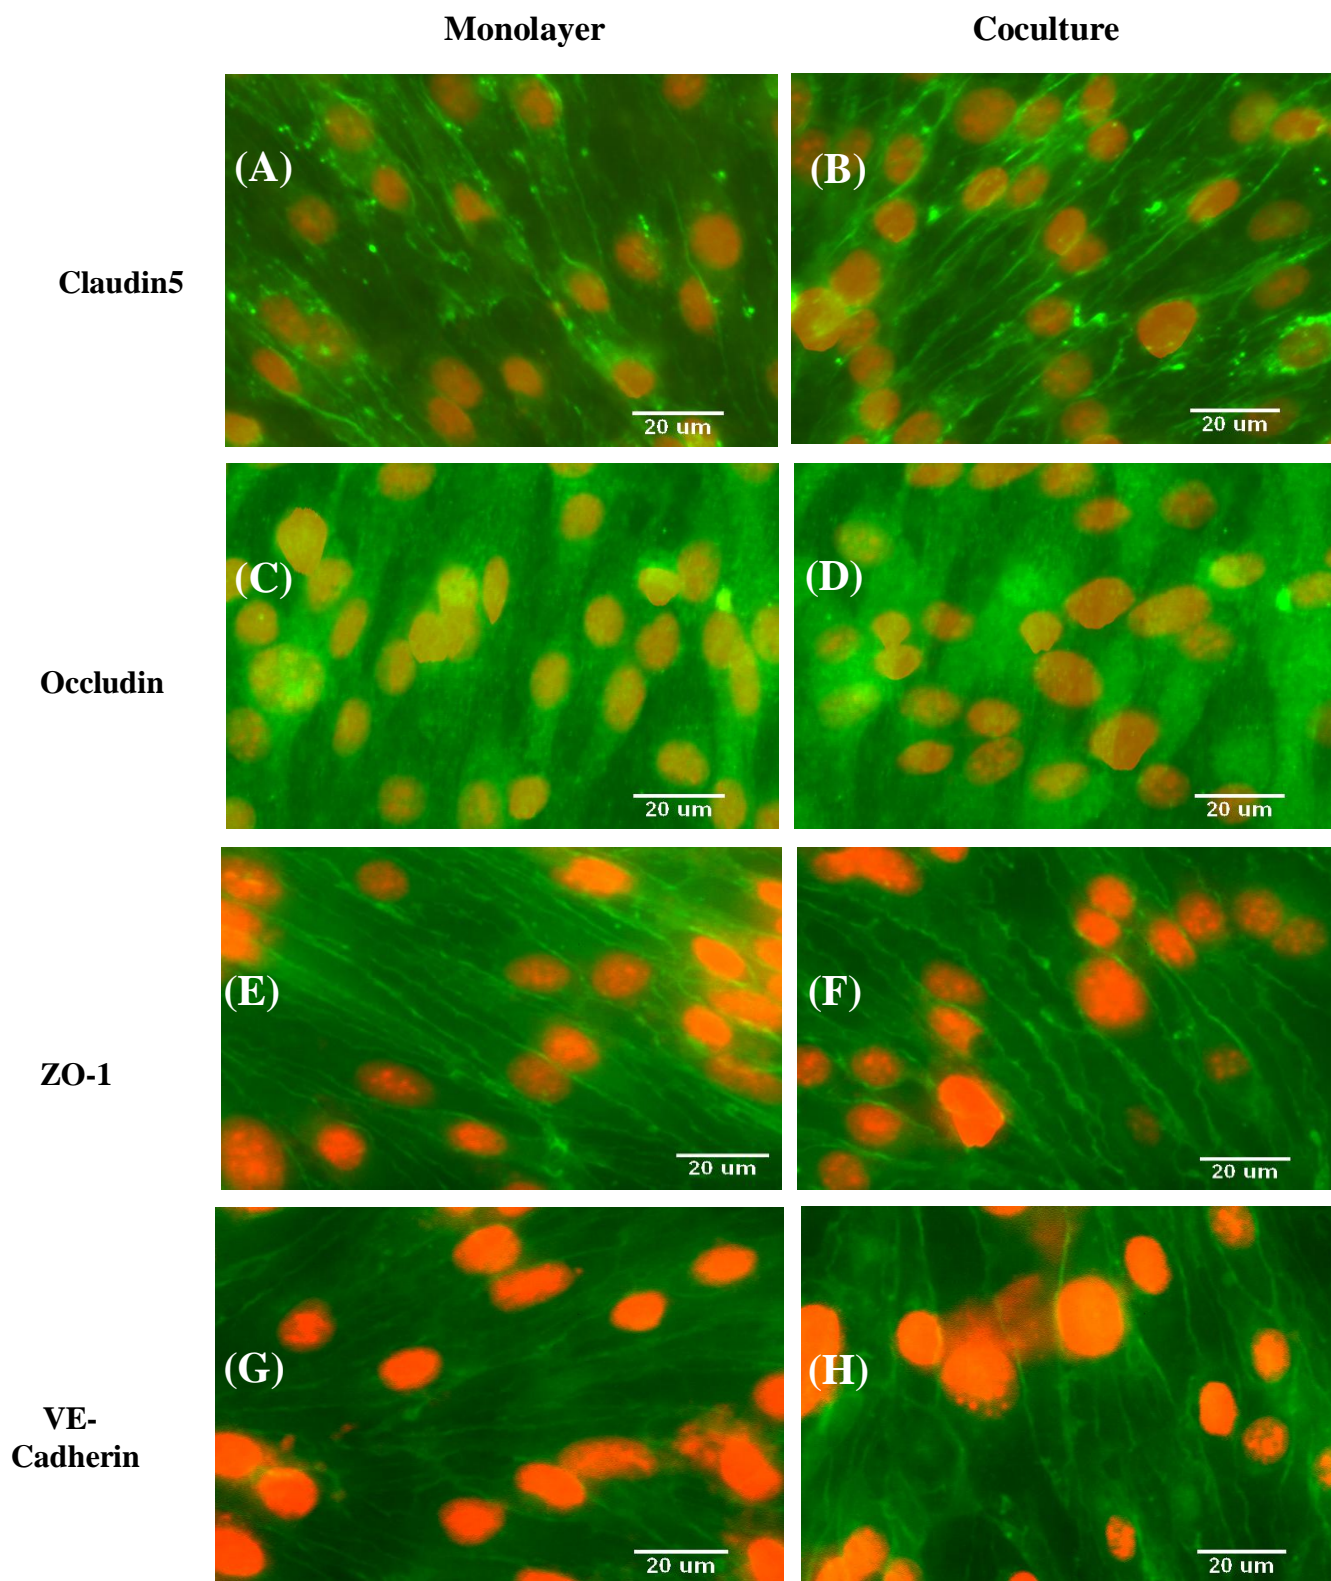 Monolayer
Coculture
Claudin5
(A)
20 um
(B)
20 um
Occludin
(C)
20 um
(D)
20 um
ZO-1
(E)
20 um
(F)
20 um
VE-
Cadherin
(G)
20 um
(H)
20 um